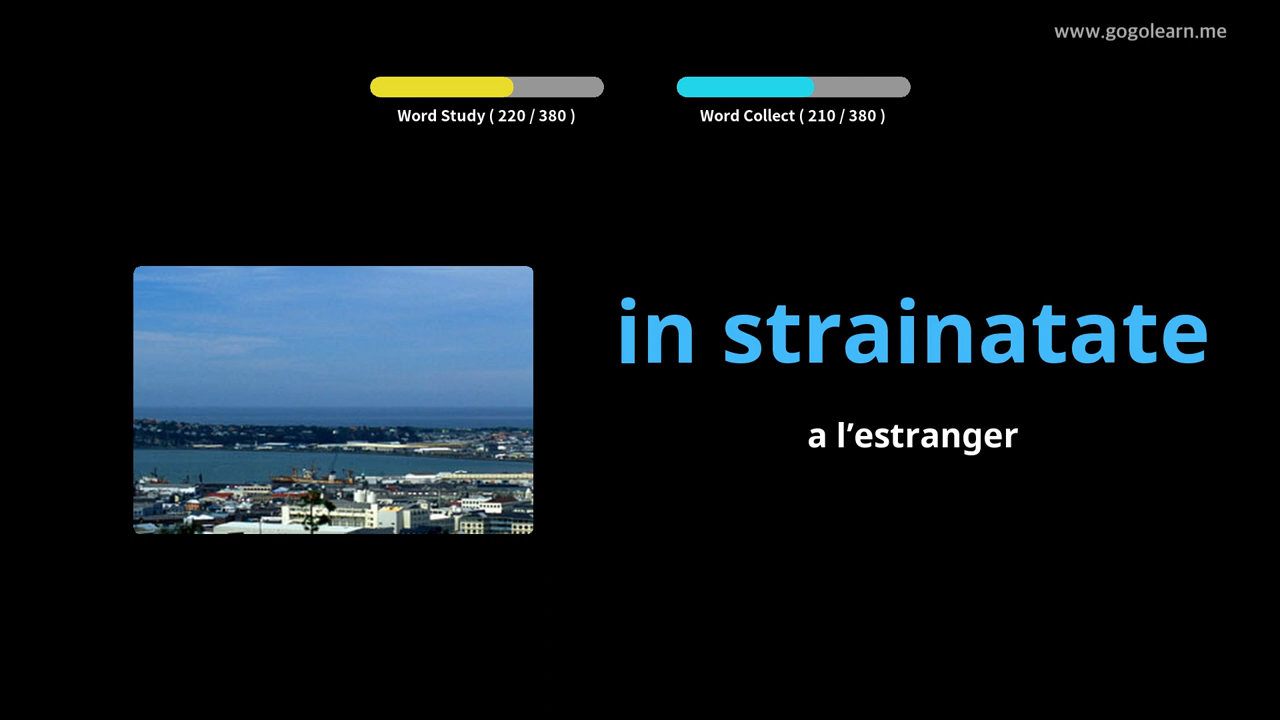 www.gogolearn.me
Word Study ( 220 / 380 )
Word Collect ( 210 / 380 )
in strainatate
a l’estranger